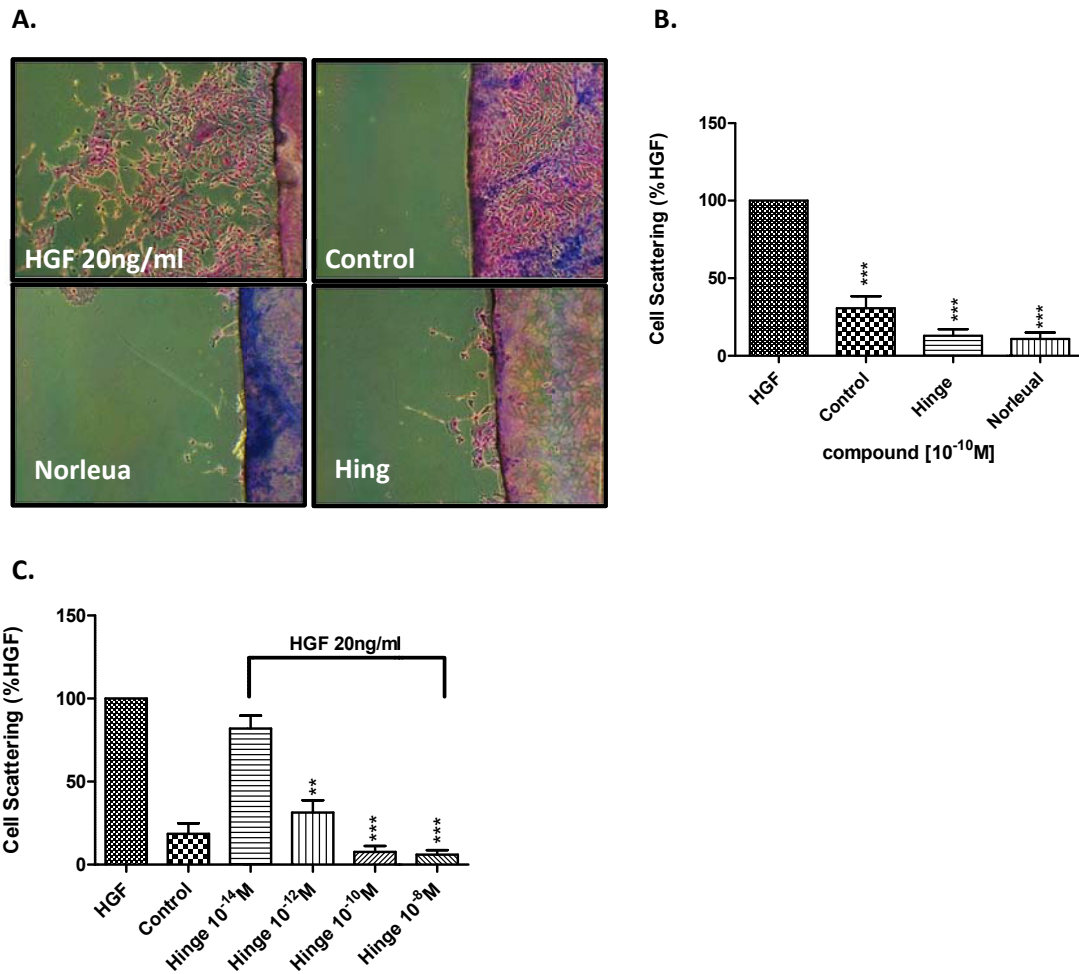 A.
HGF 20ng/ml
Control
Norleua
Hing
B.
150
100
50
0
Cell Scattering (%HGF)
***
***
***
HGF
Control
Hinge
Norleual
compound [10⁻¹⁰M]
C.
150
100
50
0
Cell Scattering (%HGF)
HGF 20ng/ml
**
***
***
HGF
Control
Hinge 10⁻¹⁴M
Hinge 10⁻¹²M
Hinge 10⁻¹⁰M
Hinge 10⁻⁸M